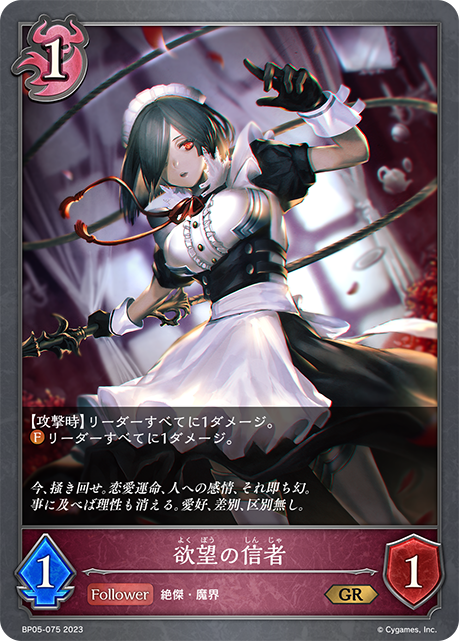 1
【攻撃時】リーダーすべてに1ダメージ。
F リーダーすべてに1ダメージ。
今、掻き回せ。恋愛運命、人への感情、それ即ち幻。
事に及べば理性も消える。愛好、差別、区別無し。
よくぼう しんじゃ
欲望の信者
1
Follower 絶傑・魔界
GR
1
BP05-075 2023
© Cygames, Inc.